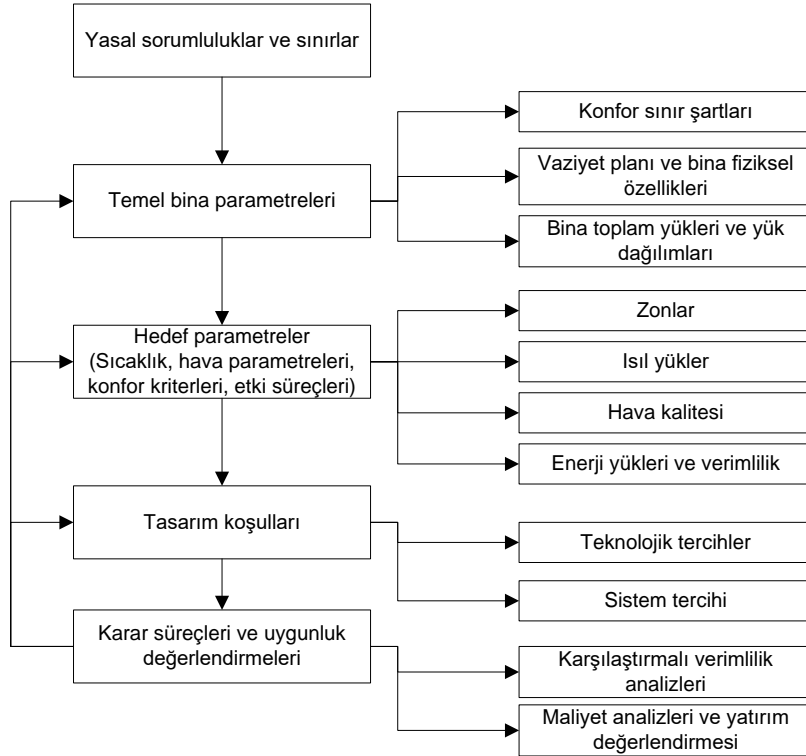 Yasal sorumluluklar ve sınırlar
Temel bina parametreleri
Konfor sınır şartları
Vaziyet planı ve bina fiziksel
özellikleri
Bina toplam yükleri ve yük
dağılımları
Hedef parametreler
(Sıcaklık, hava parametreleri,
konfor kriterleri, etki süreçleri)
Zonlar
Isıl yükler
Hava kalitesi
Enerji yükleri ve verimlilik
Tasarım koşulları
Teknolojik tercihler
Sistem tercihi
Karar süreçleri ve uygunluk
değerlendirmeleri
Karşılaştırmalı verimlilik
analizleri
Maliyet analizleri ve yatırım
değerlendirmesi